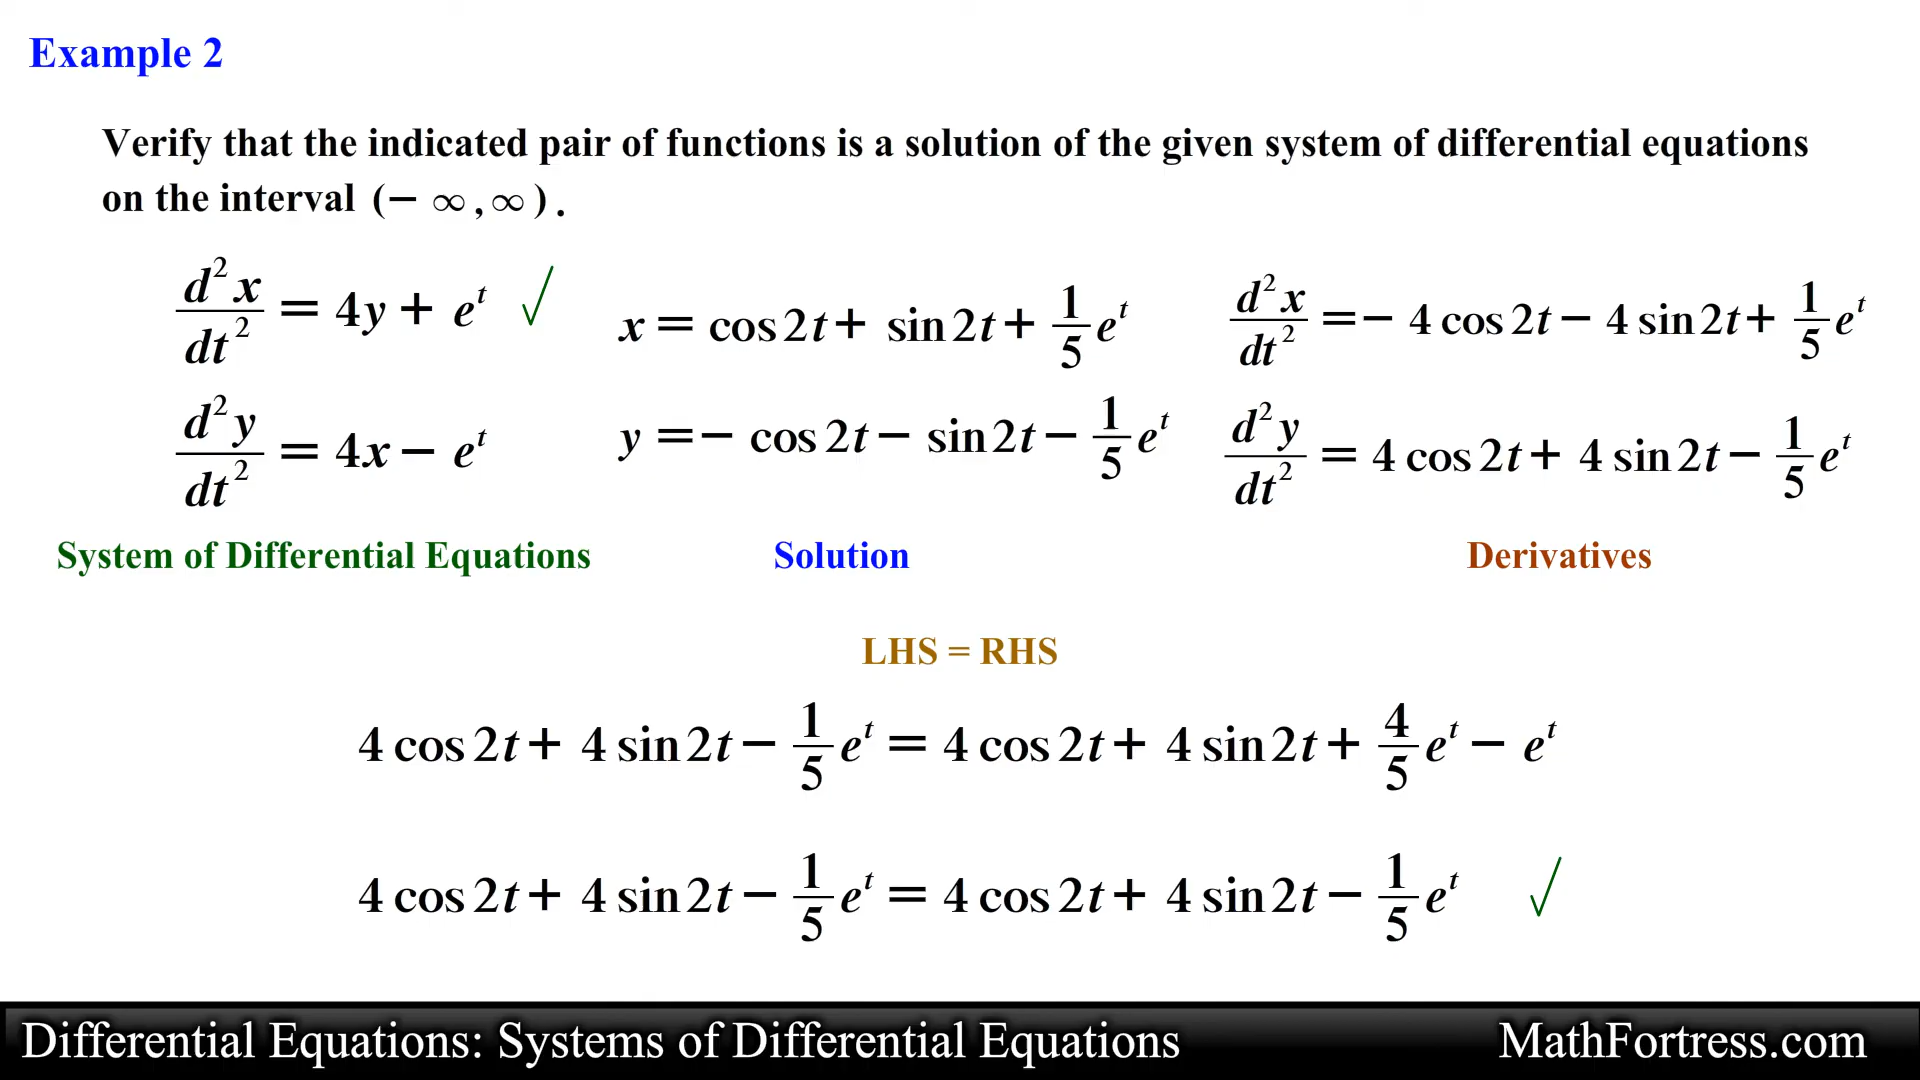 Example 2
Verify that the indicated pair of functions is a solution of the given system of differential equations
on the interval (− ∞, ∞).
d²x/dt² = 4y + e^t √
x = cos 2t + sin 2t + 1/5 e^t
d²x/dt² = − 4 cos 2t − 4 sin 2t + 1/5 e^t
d²y/dt² = 4x − e^t
y = − cos 2t − sin 2t − 1/5 e^t
d²y/dt² = 4 cos 2t + 4 sin 2t − 1/5 e^t
System of Differential Equations
Solution
Derivatives
LHS = RHS
4 cos 2t + 4 sin 2t − 1/5 e^t = 4 cos 2t + 4 sin 2t + 4/5 e^t − e^t
4 cos 2t + 4 sin 2t − 1/5 e^t = 4 cos 2t + 4 sin 2t − 1/5 e^t √
Differential Equations: Systems of Differential Equations
MathFortress.com